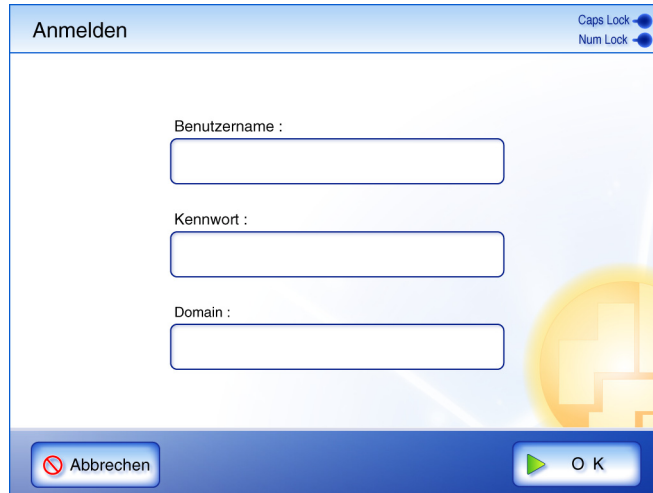 Anmelden
Caps Lock
Num Lock
Benutzername :
Kennwort :
Domain :
Abbrechen
O K